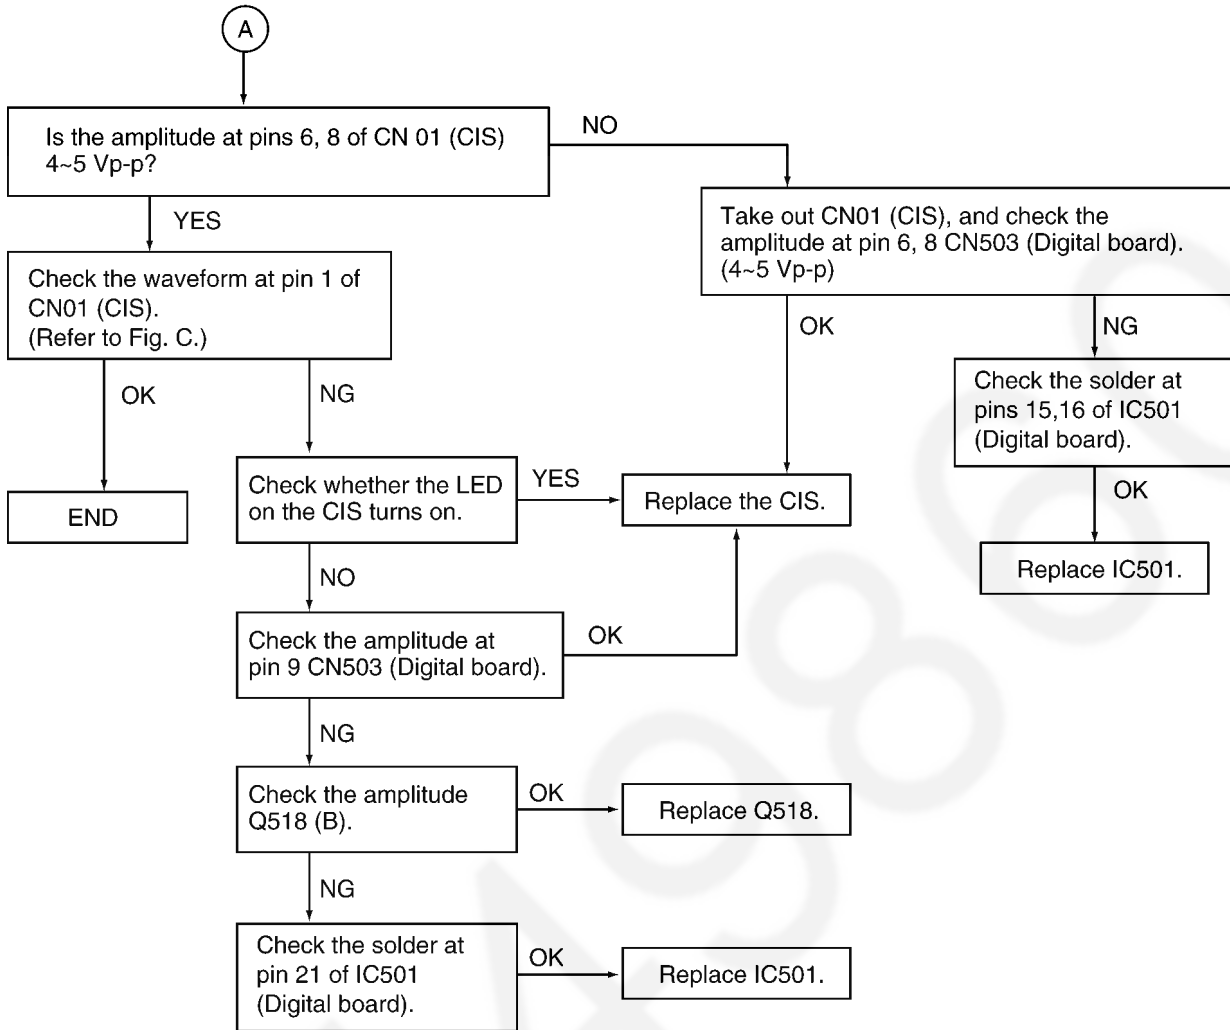 A
Is the amplitude at pins 6, 8 of CN 01 (CIS)
4~5 Vp-p?
NO
YES
Take out CN01 (CIS), and check the
amplitude at pin 6, 8 CN503 (Digital board).
(4~5 Vp-p)
Check the waveform at pin 1 of
CN01 (CIS).
(Refer to Fig. C.)
OK
NG
OK
NG
Check the solder at
pins 15,16 of IC501
(Digital board).
Check whether the LED
on the CIS turns on.
YES
Replace the CIS.
OK
END
NO
Replace IC501.
Check the amplitude at
pin 9 CN503 (Digital board).
OK
NG
Check the amplitude
Q518 (B).
OK
Replace Q518.
NG
Check the solder at
pin 21 of IC501
(Digital board).
OK
Replace IC501.